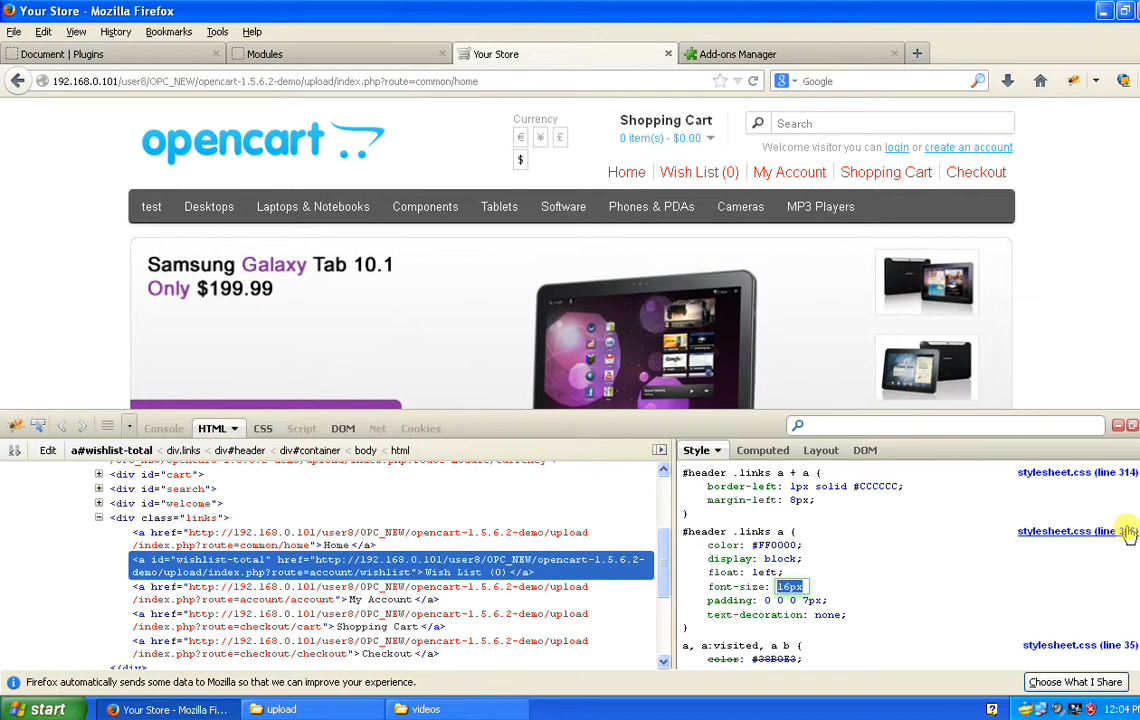 Your Store - Mozilla Firefox
File Edit View History Bookmarks Tools Help
Document | Plugins × Modules × Your Store × Add-ons Manager × +
192.168.0.101/user8/OPC_NEW/opencart-1.5.6.2-demo/upload/index.php?route=common/home
Google
opencart
Currency
€ ¥ £
$
Shopping Cart
0 item(s) - $0.00
Search
Welcome visitor you can login or create an account.
Home Wish List (0) My Account Shopping Cart Checkout
test Desktops Laptops & Notebooks Components Tablets Software Phones & PDAs Cameras MP3 Players
Samsung Galaxy Tab 10.1
Only $199.99
Console HTML CSS Script DOM Net Cookies
Edit a#wishlist-total < div.links < div#header < div#container < body < html
/OPC_NEW/opencart-1.5.6.2-demo/upload/index.php?route=module/currency">
<div id="cart">
<div id="search">
<div id="welcome">
<div class="links">
<a href="http://192.168.0.101/user8/OPC_NEW/opencart-1.5.6.2-demo/upload
/index.php?route=common/home">Home</a>
<a id="wishlist-total" href="http://192.168.0.101/user8/OPC_NEW/opencart-1.5.6.2-
demo/upload/index.php?route=account/wishlist">Wish List (0)</a>
<a href="http://192.168.0.101/user8/OPC_NEW/opencart-1.5.6.2-demo/upload
/index.php?route=account/account">My Account</a>
<a href="http://192.168.0.101/user8/OPC_NEW/opencart-1.5.6.2-demo/upload
/index.php?route=checkout/cart">Shopping Cart</a>
<a href="http://192.168.0.101/user8/OPC_NEW/opencart-1.5.6.2-demo/upload
/index.php?route=checkout/checkout">Checkout</a>
</div>
Style Computed Layout DOM
#header .links a + a { stylesheet.css (line 314)
border-left: 1px solid #CCCCCC;
margin-left: 8px;
}
#header .links a { stylesheet.css (line
color: #FF0000;
display: block;
float: left;
font-size: 16px
padding: 0 0 0 7px;
text-decoration: none;
}
a, a:visited, a b { stylesheet.css (line 35)
color: #38B0E3;
Firefox automatically sends some data to Mozilla so that we can improve your experience.
Choose What I Share
start
Your Store - Mozilla Fi...
upload
videos
?
12:04 PM